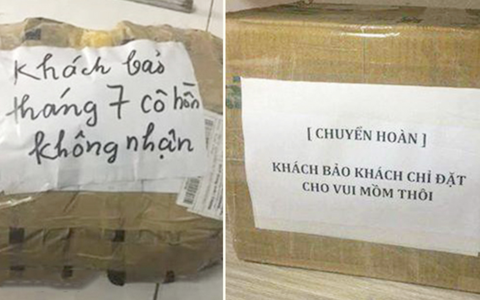 Khách bảo
tháng 7 cô hồn
không nhận
[ CHUYỂN HOÀN ]
KHÁCH BẢO KHÁCH CHỈ ĐẶT
CHO VUI MỒM THÔI